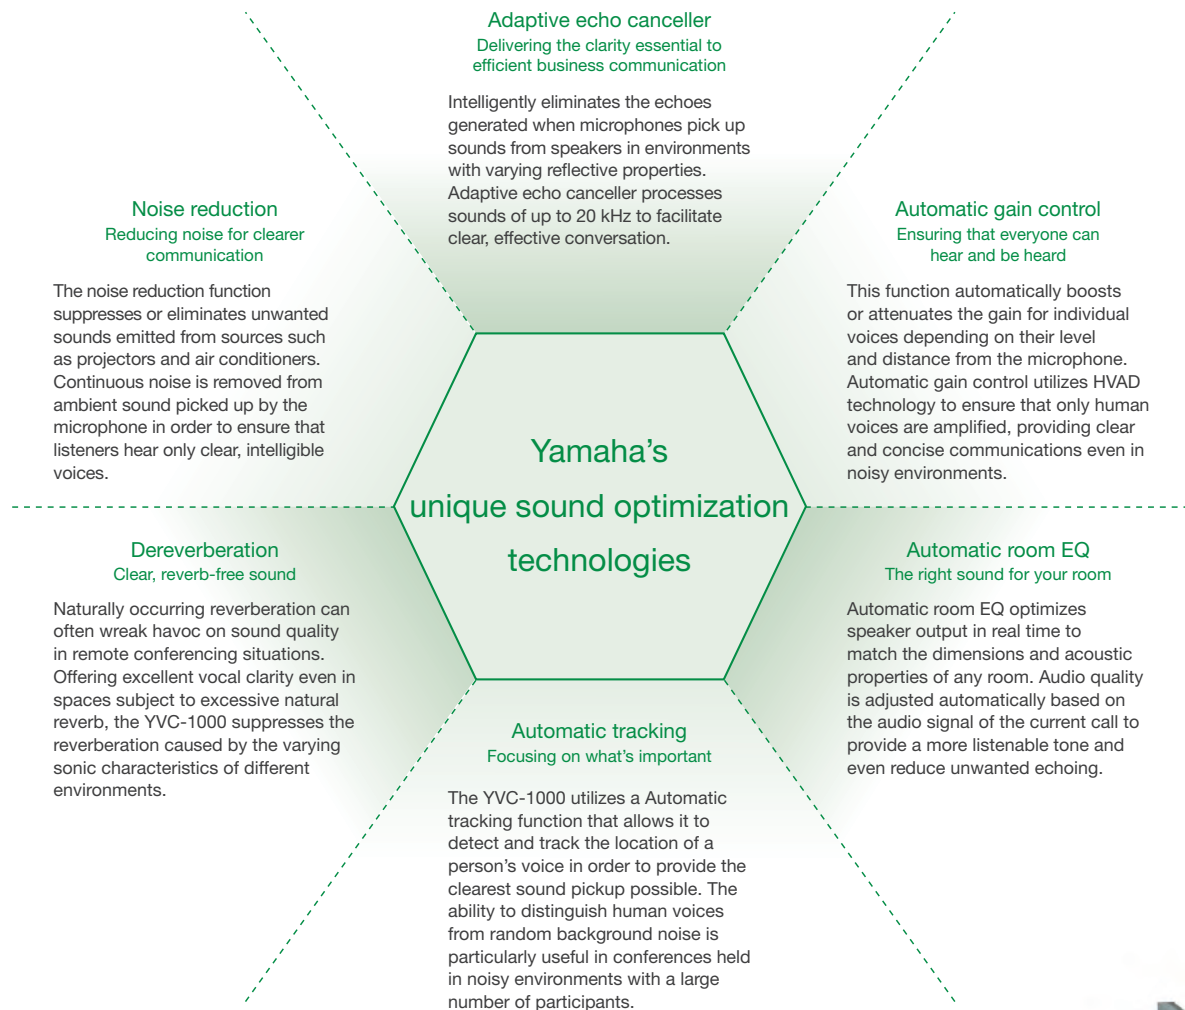 Adaptive echo canceller
Delivering the clarity essential to
efficient business communication
Intelligently eliminates the echoes
generated when microphones pick up
sounds from speakers in environments
with varying reflective properties.
Adaptive echo canceller processes
sounds of up to 20 kHz to facilitate
clear, effective conversation.
Noise reduction
Reducing noise for clearer
communication
The noise reduction function
suppresses or eliminates unwanted
sounds emitted from sources such
as projectors and air conditioners.
Continuous noise is removed from
ambient sound picked up by the
microphone in order to ensure that
listeners hear only clear, intelligible
voices.
Automatic gain control
Ensuring that everyone can
hear and be heard
This function automatically boosts
or attenuates the gain for individual
voices depending on their level
and distance from the microphone.
Automatic gain control utilizes HVAD
technology to ensure that only human
voices are amplified, providing clear
and concise communications even in
noisy environments.
Yamaha's
unique sound optimization
technologies
Dereverberation
Clear, reverb-free sound
Naturally occurring reverberation can
often wreak havoc on sound quality
in remote conferencing situations.
Offering excellent vocal clarity even in
spaces subject to excessive natural
reverb, the YVC-1000 suppresses the
reverberation caused by the varying
sonic characteristics of different
environments.
Automatic room EQ
The right sound for your room
Automatic room EQ optimizes
speaker output in real time to
match the dimensions and acoustic
properties of any room. Audio quality
is adjusted automatically based on
the audio signal of the current call to
provide a more listenable tone and
even reduce unwanted echoing.
Automatic tracking
Focusing on what's important
The YVC-1000 utilizes a Automatic
tracking function that allows it to
detect and track the location of a
person's voice in order to provide the
clearest sound pickup possible. The
ability to distinguish human voices
from random background noise is
particularly useful in conferences held
in noisy environments with a large
number of participants.